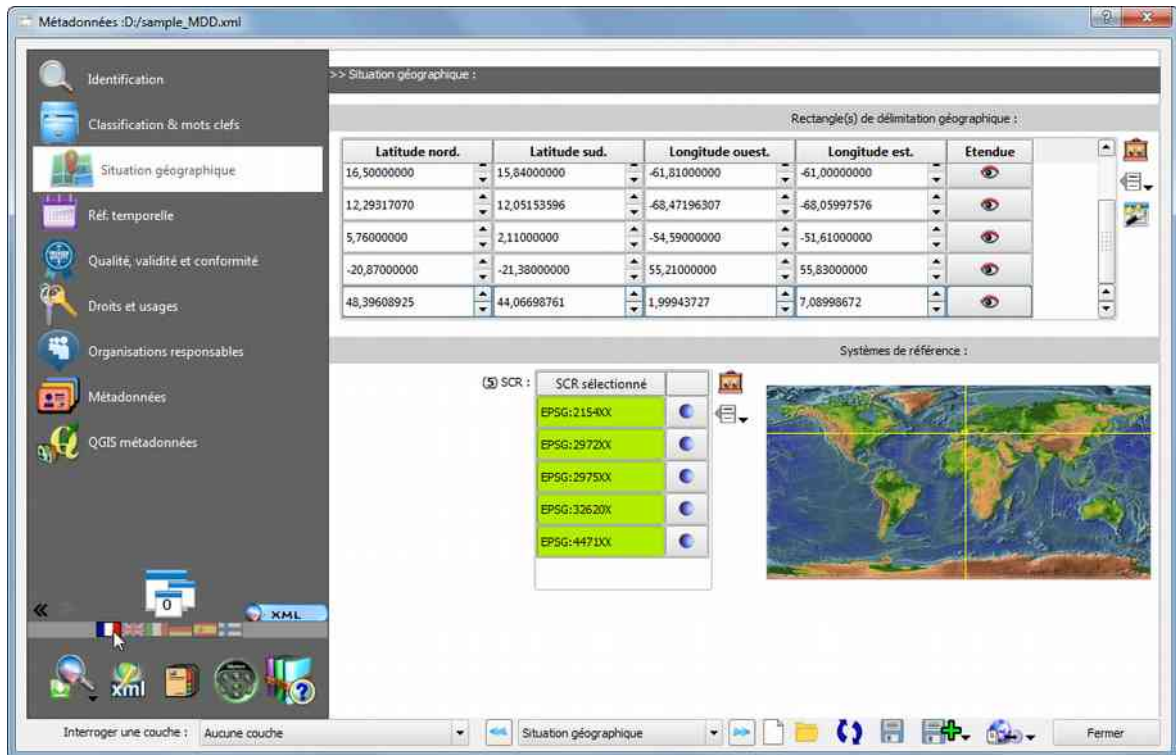 Métadonnées :D:/sample_MDD.xml
Identification
Classification & mots clefs
Situation géographique
Réf. temporelle
Qualité, validité et conformité
Droits et usages
Organisations responsables
Métadonnées
QGIS métadonnées
0
XML
xml
>> Situation géographique :
Rectangle(s) de délimitation géographique :
Latitude nord. Latitude sud. Longitude ouest. Longitude est. Etendue
16,50000000 15,84000000 -61,81000000 -61,00000000
12,29317070 12,05153596 -68,47196307 -68,05997576
5,76000000 2,11000000 -54,59000000 -51,61000000
-20,87000000 -21,38000000 55,21000000 55,83000000
48,39608925 44,06698761 1,99943727 7,08998672
Systèmes de référence :
(5) SCR : SCR sélectionné
EPSG:2154XX
EPSG:2972XX
EPSG:2975XX
EPSG:32620X
EPSG:4471XX
Interroger une couche : Aucune couche Situation géographique Fermer